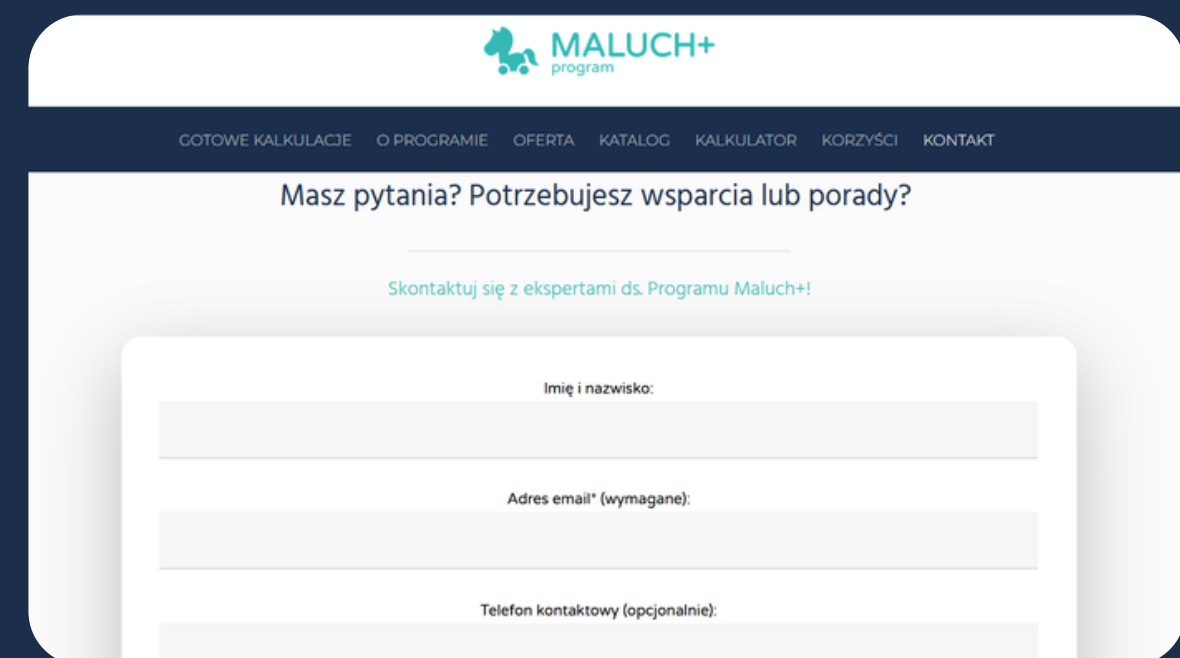 MALUCH+
program
GOTOWE KALKULACJE O PROGRAMIE OFERTA KATALOG KALKULATOR KORZYŚCI KONTAKT
Masz pytania? Potrzebujesz wsparcia lub porady?
Skontaktuj się z ekspertami ds. Programu Maluch+!
Imię i nazwisko:
Adres email* (wymagane):
Telefon kontaktowy (opcjonalnie):